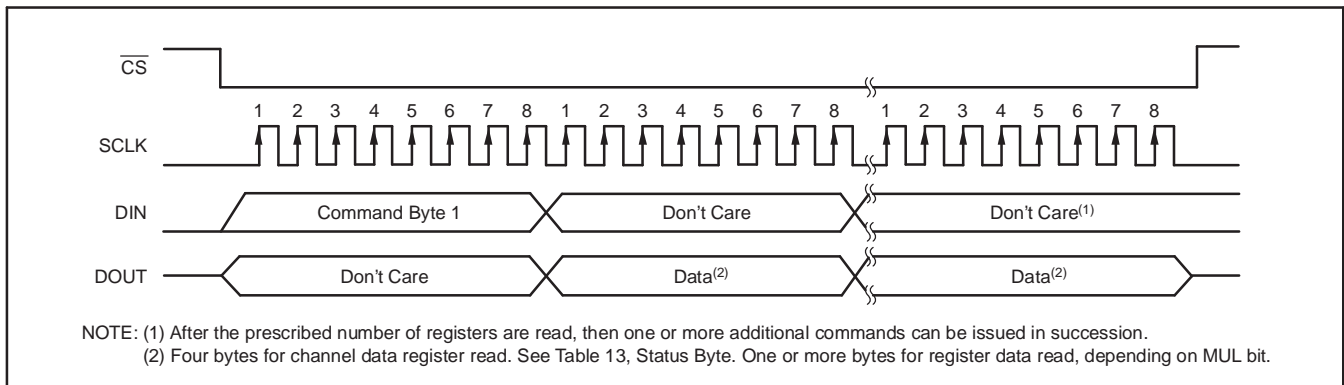 CS
1 2 3 4 5 6 7 8 1 2 3 4 5 6 7 8 1 2 3 4 5 6 7 8
SCLK
DIN Command Byte 1 Don't Care Don't Care(1)
DOUT Don't Care Data(2) Data(2)
NOTE: (1) After the prescribed number of registers are read, then one or more additional commands can be issued in succession.
(2) Four bytes for channel data register read. See Table 13, Status Byte. One or more bytes for register data read, depending on MUL bit.